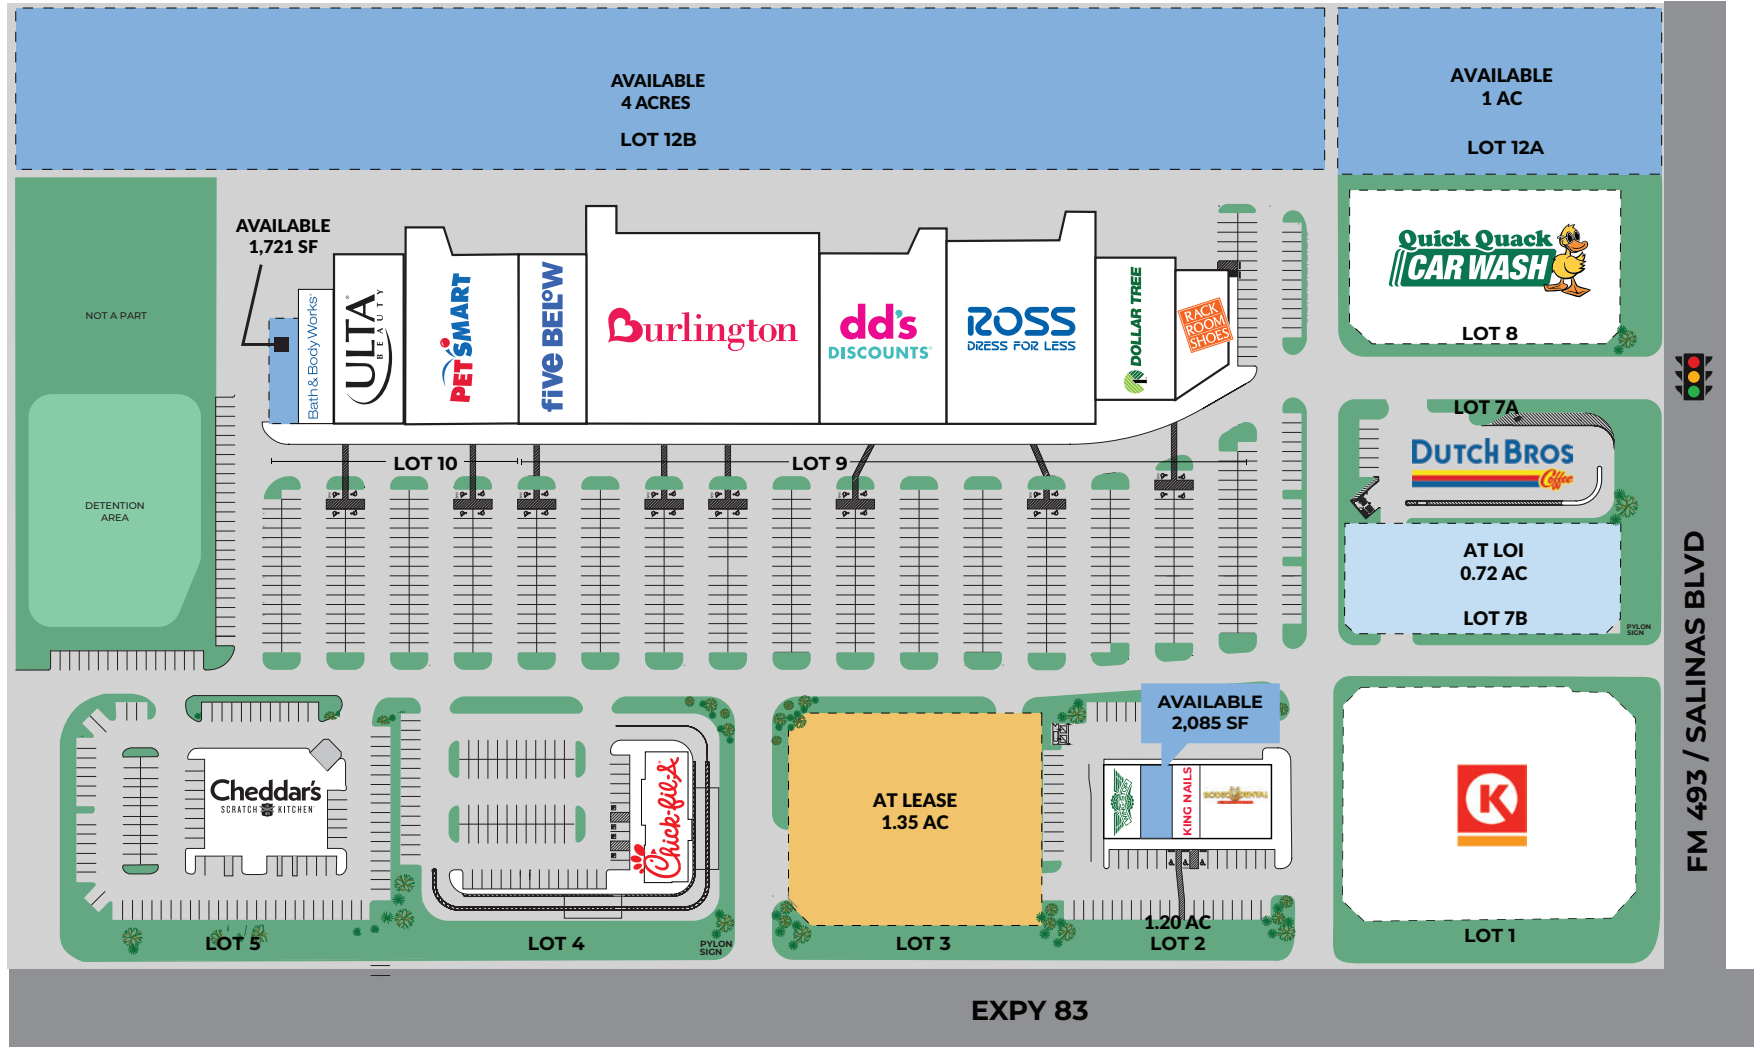 AVAILABLE
4 ACRES
LOT 12B
AVAILABLE
1 AC
LOT 12A
NOT A PART
AVAILABLE
1,721 SF
Bath & Body Works
ULTA
BEAUTY
PETSMART
five BELOW
Burlington
dd's
DISCOUNTS
ROSS
DRESS FOR LESS
DOLLAR TREE
RACK
ROOM
SHOES
Quick Quack
CAR WASH
LOT 8
LOT 10
LOT 9
LOT 7A
DUTCH BROS
Coffee
DETENTION
AREA
AT LOI
0.72 AC
LOT 7B
PYLON
SIGN
FM 493 / SALINAS BLVD
Cheddar's
SCRATCH KITCHEN
LOT 5
Chick-fil-A
LOT 4
PYLON
SIGN
AT LEASE
1.35 AC
LOT 3
AVAILABLE
2,085 SF
KING NAILS
RODEO DENTAL
1.20 AC
LOT 2
K
LOT 1
EXPY 83